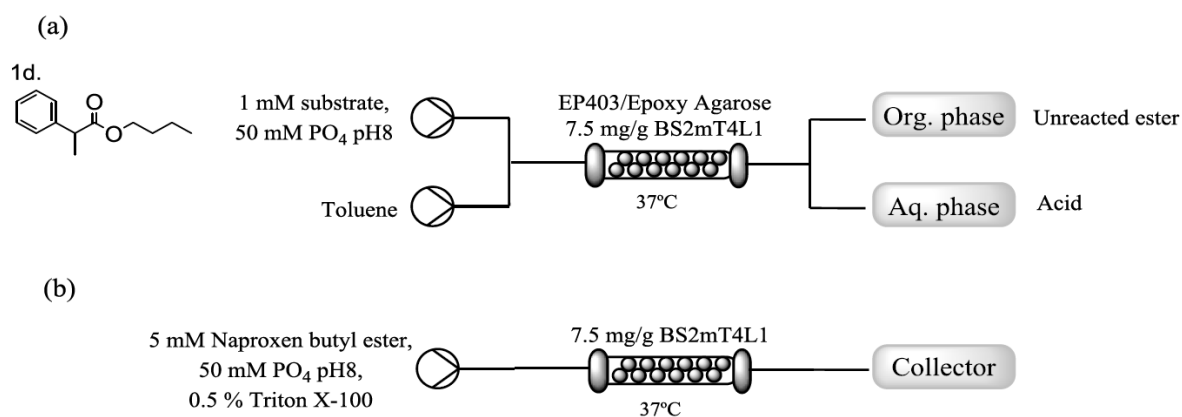 (a)
1d.
O
O
1 mM substrate,
50 mM PO₄ pH8
Toluene
EP403/Epoxy Agarose
7.5 mg/g BS2mT4L1
37ºC
Org. phase
Unreacted ester
Aq. phase
Acid
(b)
5 mM Naproxen butyl ester,
50 mM PO₄ pH8,
0.5 % Triton X-100
7.5 mg/g BS2mT4L1
37ºC
Collector